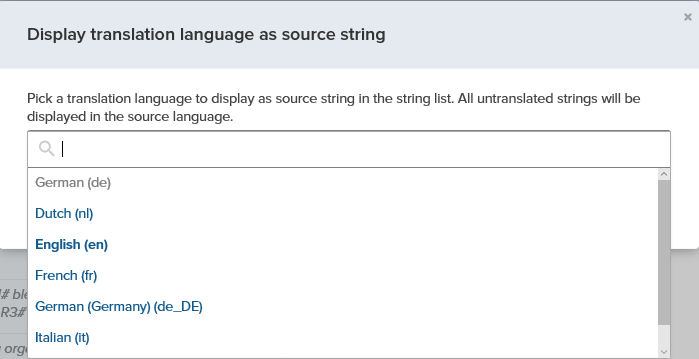 ×
Display translation language as source string
Pick a translation language to display as source string in the string list. All untranslated strings will be
displayed in the source language.
German (de)
Dutch (nl)
English (en)
French (fr)
German (Germany) (de_DE)
Italian (it)
R3#